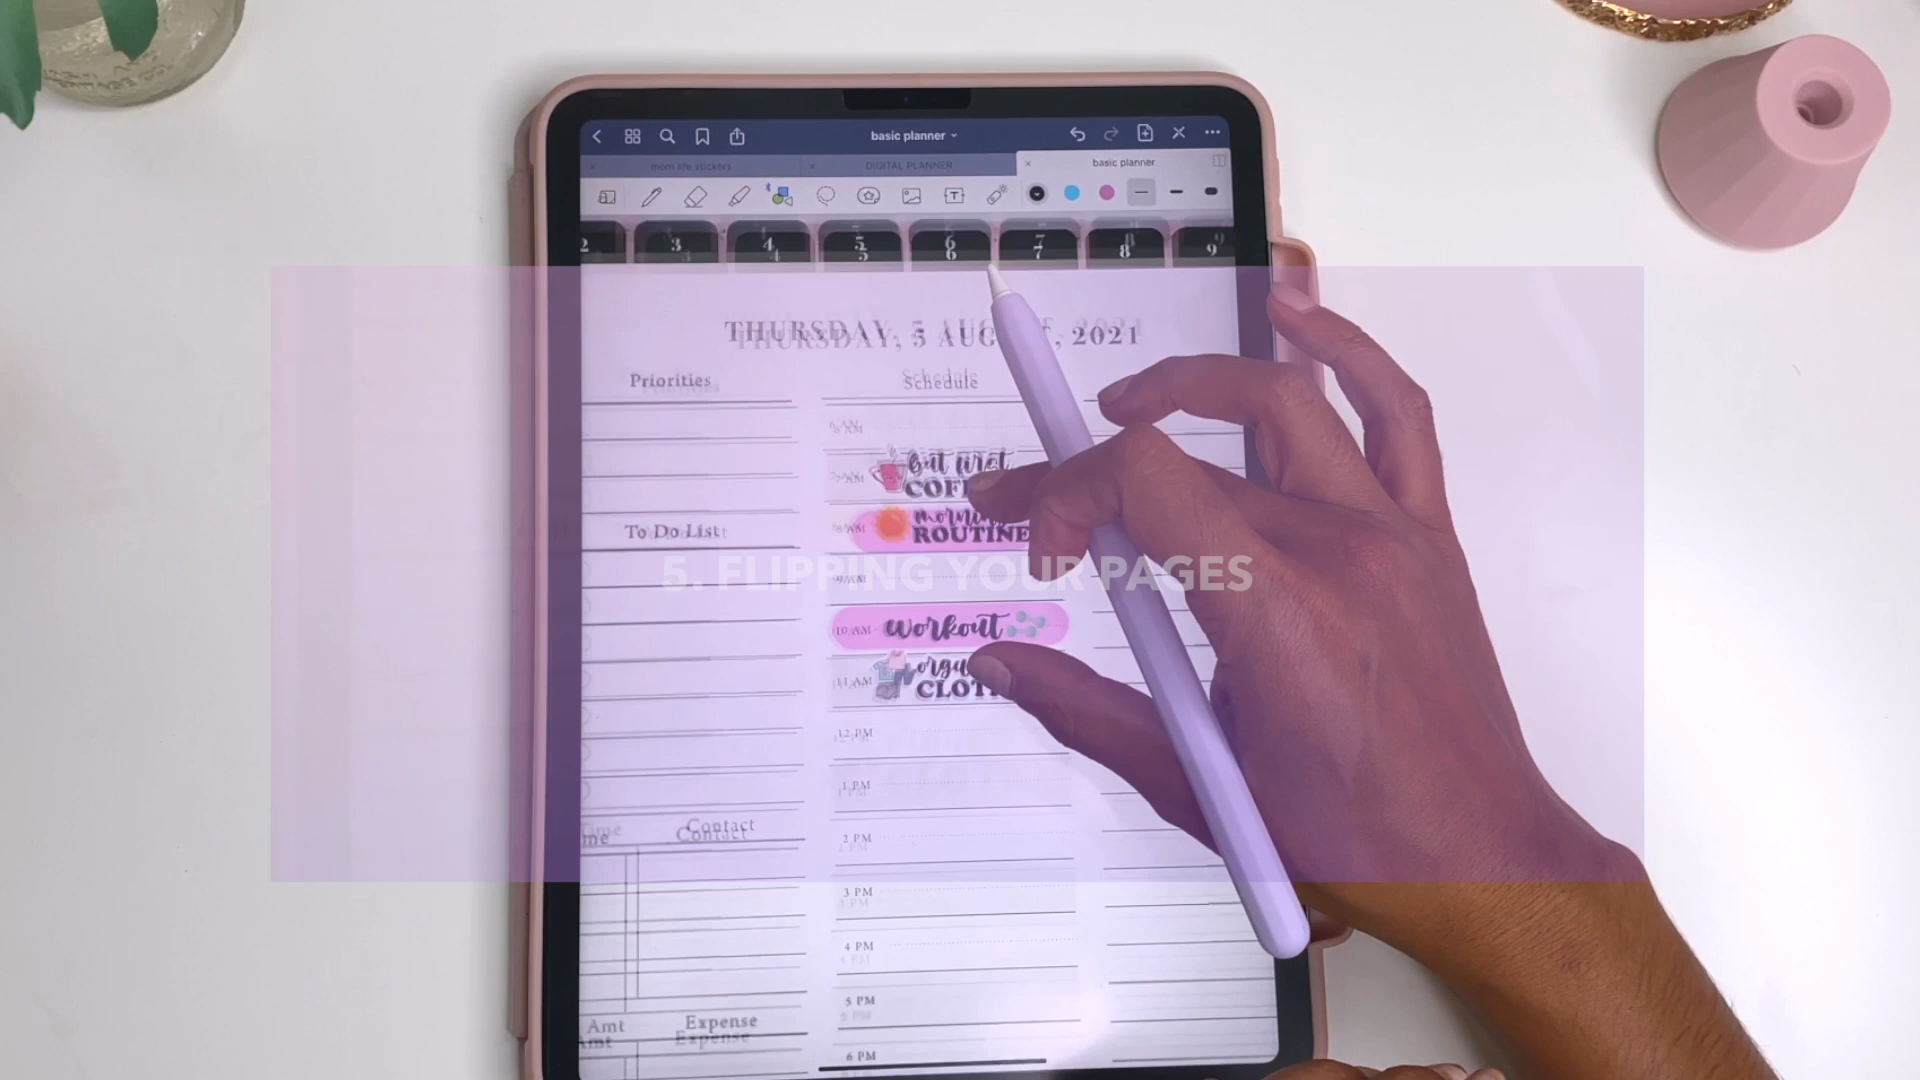 basic planner
mom life stickers
DIGITAL PLANNER
basic planner
2 3 4 5 6 7 8 9
THURSDAY, 5 AUG, 2021
Priorities
Schedule
6 AM
7 AM
but first
8 AM
ROUTINE
To Do List
5. FLIPPING YOUR PAGES
9 AM
10 AM
workout
11 AM
12 PM
1 PM
Time
Contact
2 PM
3 PM
4 PM
5 PM
Amt
Expense
6 PM